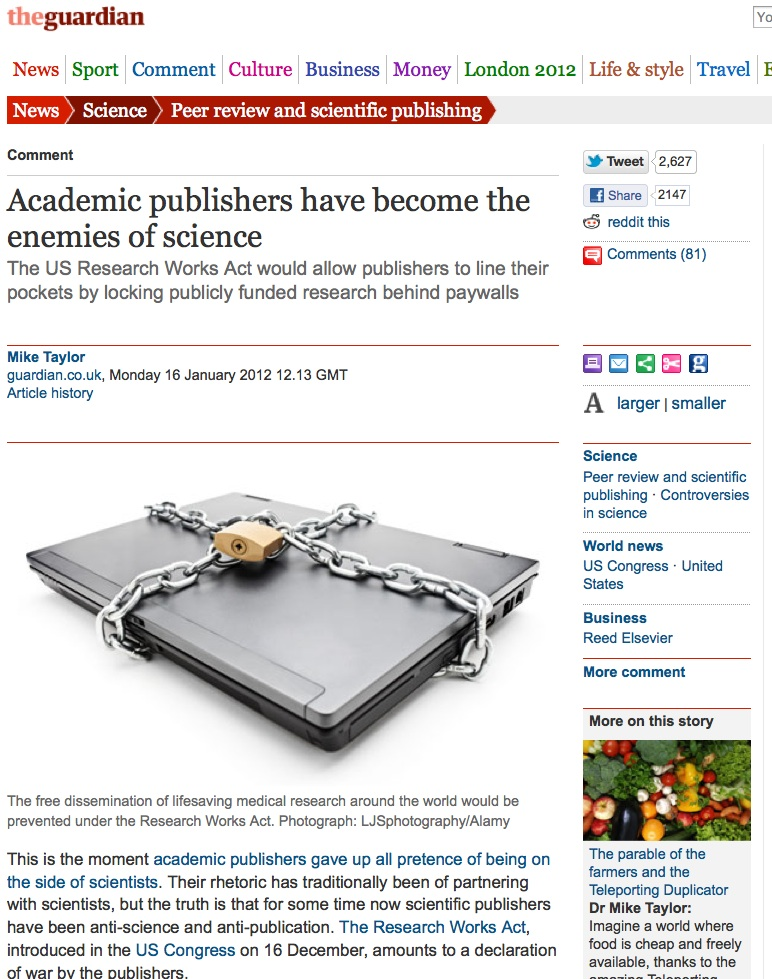 theguardian
Yo
News Sport Comment Culture Business Money London 2012 Life & style Travel E
News Science Peer review and scientific publishing
Comment
Academic publishers have become the
enemies of science
The US Research Works Act would allow publishers to line their
pockets by locking publicly funded research behind paywalls
Mike Taylor
guardian.co.uk, Monday 16 January 2012 12.13 GMT
Article history
The free dissemination of lifesaving medical research around the world would be
prevented under the Research Works Act. Photograph: LJSphotography/Alamy
This is the moment academic publishers gave up all pretence of being on
the side of scientists. Their rhetoric has traditionally been of partnering
with scientists, but the truth is that for some time now scientific publishers
have been anti-science and anti-publication. The Research Works Act,
introduced in the US Congress on 16 December, amounts to a declaration
of war by the publishers.
Tweet 2,627
Share 2147
reddit this
Comments (81)
g
A larger | smaller
Science
Peer review and scientific
publishing · Controversies
in science
World news
US Congress · United
States
Business
Reed Elsevier
More comment
More on this story
The parable of the
farmers and the
Teleporting Duplicator
Dr Mike Taylor:
Imagine a world where
food is cheap and freely
available, thanks to the
amazing Teleporting